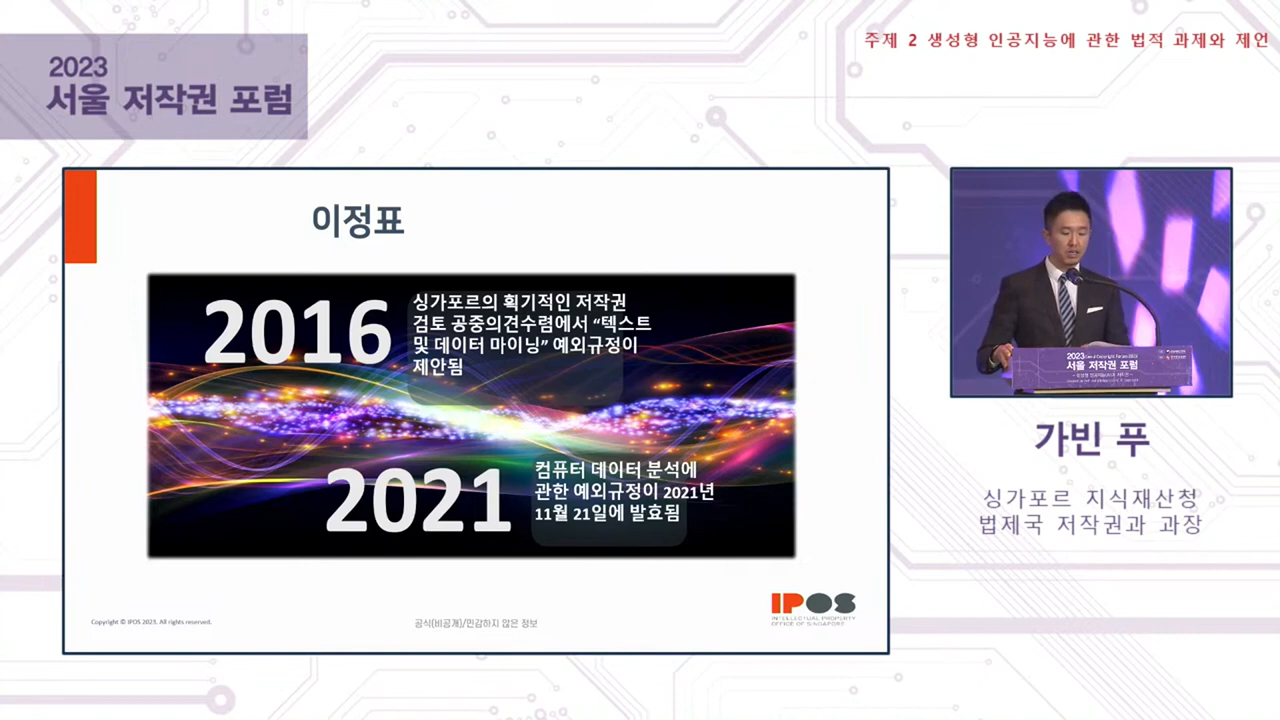 주제 2 생성형 인공지능에 관한 법적 과제와 제언
2023
서울 저작권 포럼
이정표
2016
싱가포르의 획기적인 저작권
검토 공중의견수렴에서 “텍스트
및 데이터 마이닝” 예외규정이
제안됨
2021
컴퓨터 데이터 분석에
관한 예외규정이 2021년
11월 21일에 발효됨
Copyright © IPOS 2023. All rights reserved.
공식(비공개)/민감하지 않은 정보
IPOS
INTELLECTUAL PROPERTY
OFFICE OF SINGAPORE
2023 Seoul Copyright Forum 2023
서울 저작권 포럼
가빈 푸
싱가포르 지식재산청
법제국 저작권과 과장